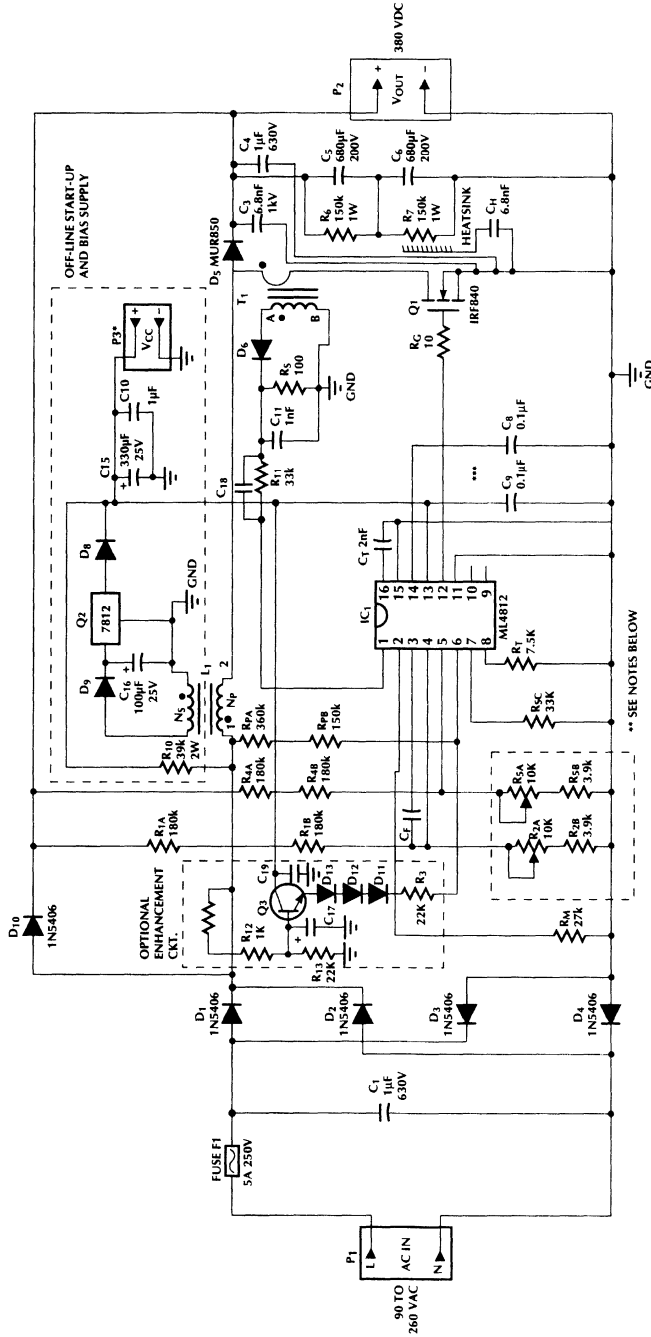 P1
L
AC IN
N
90 TO
260 VAC
FUSE F1
5A 250V
C1
1µF
630V
D1
1N5406
D2
1N5406
D3
1N5406
D4
1N5406
D10
1N5406
OPTIONAL
ENHANCEMENT
CKT.
R12
1K
R13
22K
+
C17
Q3
C19
D13
D12
D11
R3
22K
RM
27k
R1A
180k
R1B
180k
R4A
180k
R4B
180k
RPA
360k
RPB
150k
CF
R2A
10K
R2B
3.9k
R5A
10K
R5B
3.9k
** SEE NOTES BELOW
RSC
33K
RT
7.5K
OFF-LINE START-UP
AND BIAS SUPPLY
R10
39k
2W
D9
Q2
7812
D8
C16
100µF
25V
+
GND
NS
L1
NP
1
2
C15
330µF
25V
+
C10
1µF
P3*
+
VCC
-
IC1
1
2
3
4
5
6
7
8
16
15
14
13
12
11
10
9
ML4812
CT 2nF
C18
R11
33k
C11
1nF
RS
100
GND
D6
T1
A
B
D5 MUR850
C3
6.8nF
1kV
C4
1µF
630V
C5
680µF
200V
C6
680µF
200V
R6
150k
1W
R7
150k
1W
HEATSINK
CH
6.8nF
Q1
IRF840
RG
10
***
C9
0.1µF
C8
0.1µF
GND
P2
+
VOUT
-
380 VDC